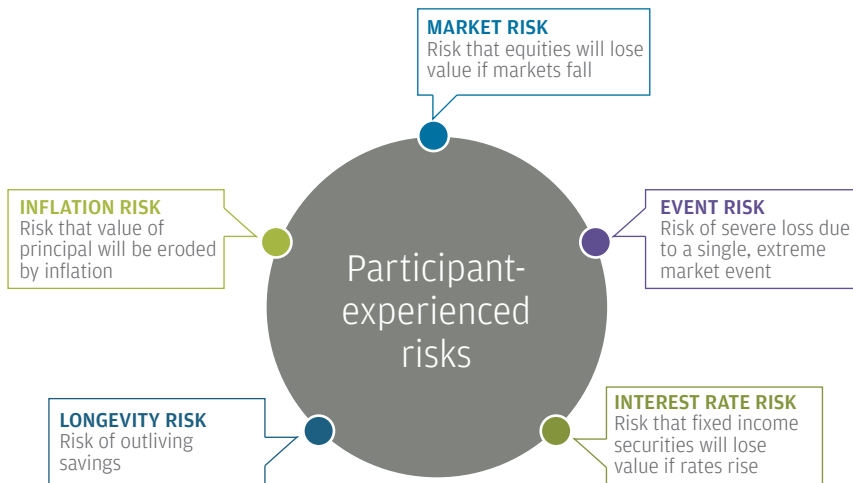 MARKET RISK
Risk that equities will lose
value if markets fall
INFLATION RISK
Risk that value of
principal will be eroded
by inflation
EVENT RISK
Risk of severe loss due
to a single, extreme
market event
Participant-
experienced
risks
LONGEVITY RISK
Risk of outliving
savings
INTEREST RATE RISK
Risk that fixed income
securities will lose
value if rates rise